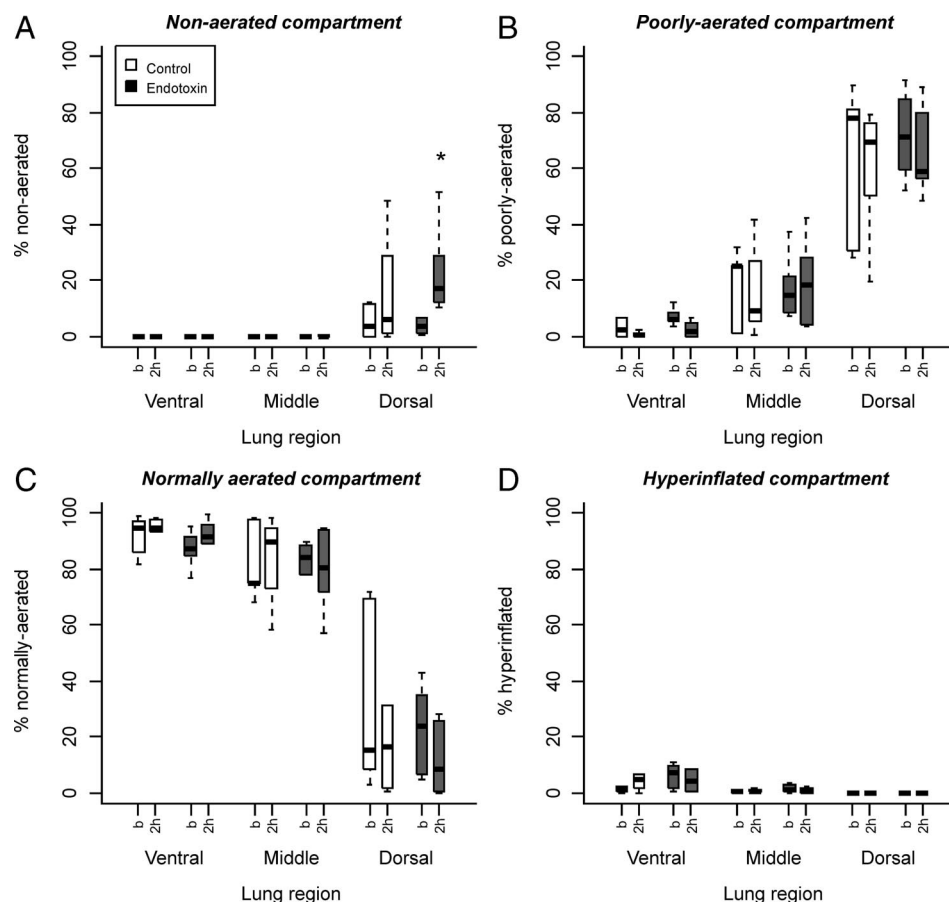 A
Non-aerated compartment
Control
Endotoxin
% non-aerated
100
80
60
40
20
0
*
b 2h b 2h b 2h b 2h b 2h b 2h
Ventral Middle Dorsal
Lung region
B
Poorly-aerated compartment
% poorly-aerated
100
80
60
40
20
0
b 2h b 2h b 2h b 2h b 2h b 2h
Ventral Middle Dorsal
Lung region
C
Normally aerated compartment
% normally-aerated
100
80
60
40
20
0
b 2h b 2h b 2h b 2h b 2h b 2h
Ventral Middle Dorsal
Lung region
D
Hyperinflated compartment
% hyperinflated
100
80
60
40
20
0
b 2h b 2h b 2h b 2h b 2h b 2h
Ventral Middle Dorsal
Lung region